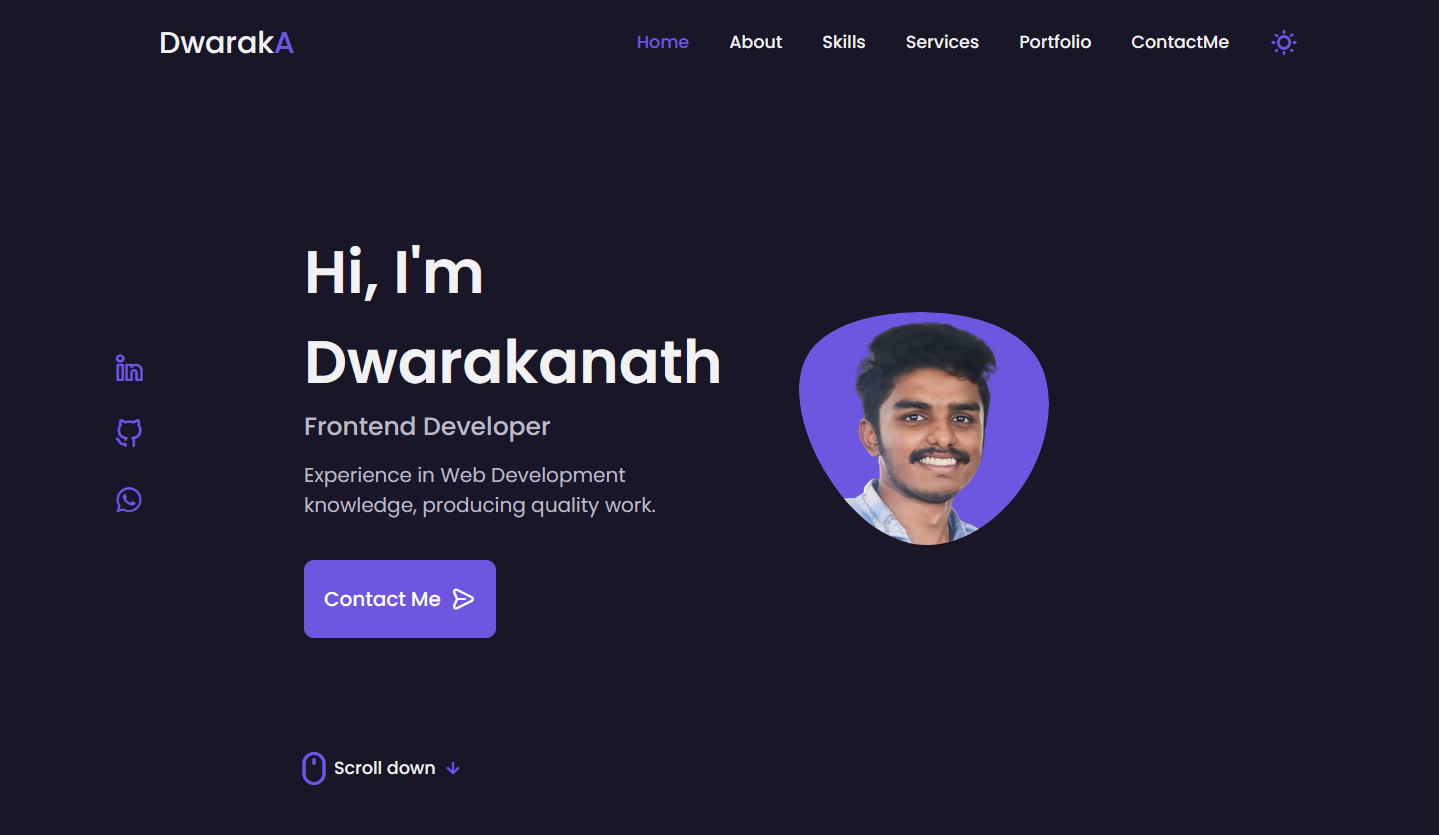 DwarakA
Home About Skills Services Portfolio ContactMe
Hi, I'm
Dwarakanath
Frontend Developer
Experience in Web Development
knowledge, producing quality work.
Contact Me
Scroll down